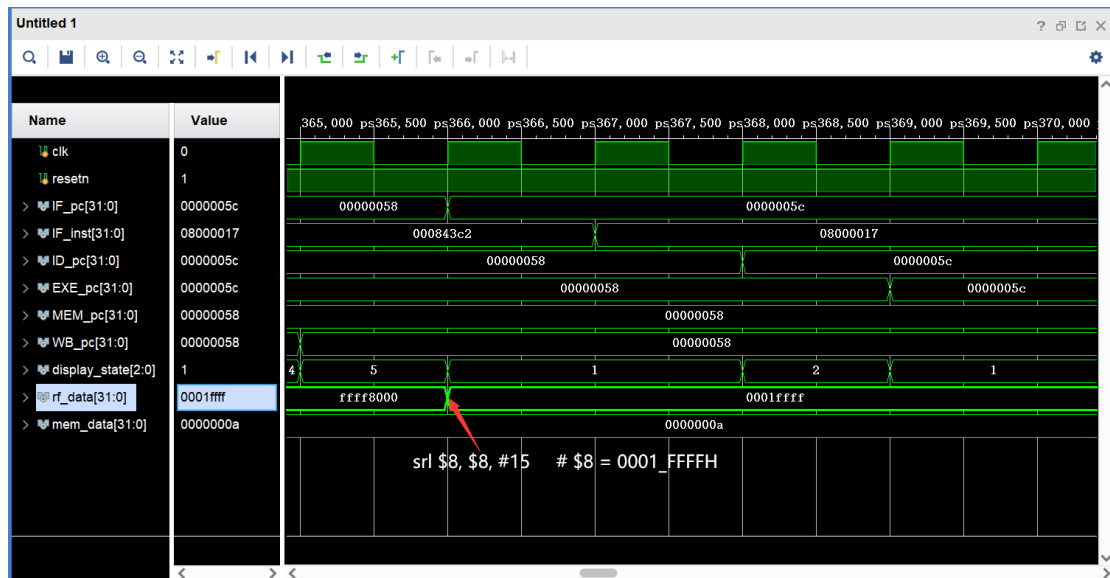 Untitled 1
Name Value
365,000 ps 365,500 ps 366,000 ps 366,500 ps 367,000 ps 367,500 ps 368,000 ps 368,500 ps 369,000 ps 369,500 ps 370,000
clk 0
resetn 1
IF_pc[31:0] 0000005c 00000058 0000005c
IF_inst[31:0] 08000017 000843c2 08000017
ID_pc[31:0] 0000005c 00000058 0000005c
EXE_pc[31:0] 0000005c 00000058 0000005c
MEM_pc[31:0] 00000058 00000058
WB_pc[31:0] 00000058 00000058
display_state[2:0] 1 4 5 1 2 1
rf_data[31:0] 0001ffff ffff8000 0001ffff
mem_data[31:0] 0000000a 0000000a
srl $8, $8, #15 # $8 = 0001_FFFFH